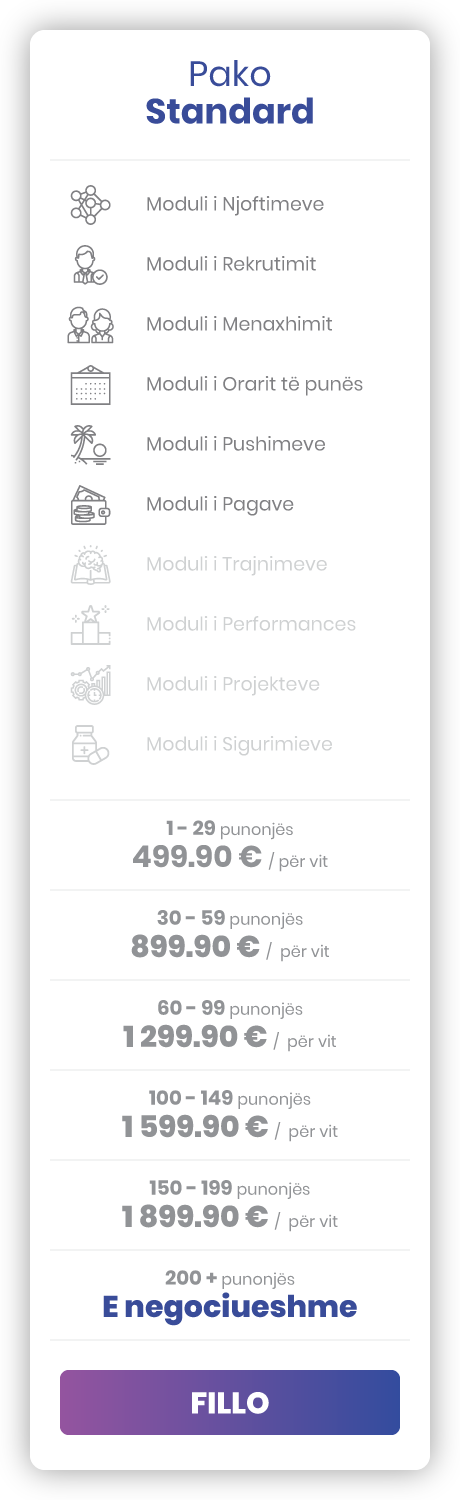 Pako
Standard
Moduli i Njoftimeve
Moduli i Rekrutimit
Moduli i Menaxhimit
Moduli i Orarit të punës
Moduli i Pushimeve
Moduli i Pagave
Moduli i Trajnimeve
Moduli i Performances
Moduli i Projekteve
Moduli i Sigurimieve
1 - 29 punonjës
499.90 € / për vit
30 - 59 punonjës
899.90 € / për vit
60 - 99 punonjës
1 299.90 € / për vit
100 - 149 punonjës
1 599.90 € / për vit
150 - 199 punonjës
1 899.90 € / për vit
200 + punonjës
E negociueshme
FILLO